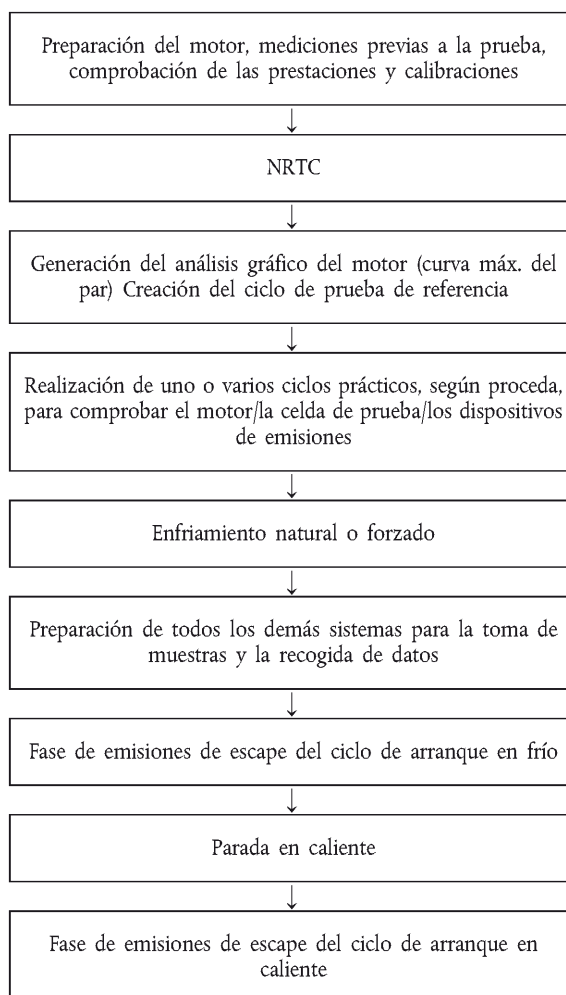 Preparación del motor, mediciones previas a la prueba,
comprobación de las prestaciones y calibraciones
NRTC
Generación del análisis gráfico del motor (curva máx. del
par) Creación del ciclo de prueba de referencia
Realización de uno o varios ciclos prácticos, según proceda,
para comprobar el motor/la celda de prueba/los dispositivos
de emisiones
Enfriamiento natural o forzado
Preparación de todos los demás sistemas para la toma de
muestras y la recogida de datos
Fase de emisiones de escape del ciclo de arranque en frío
Parada en caliente
Fase de emisiones de escape del ciclo de arranque en
caliente